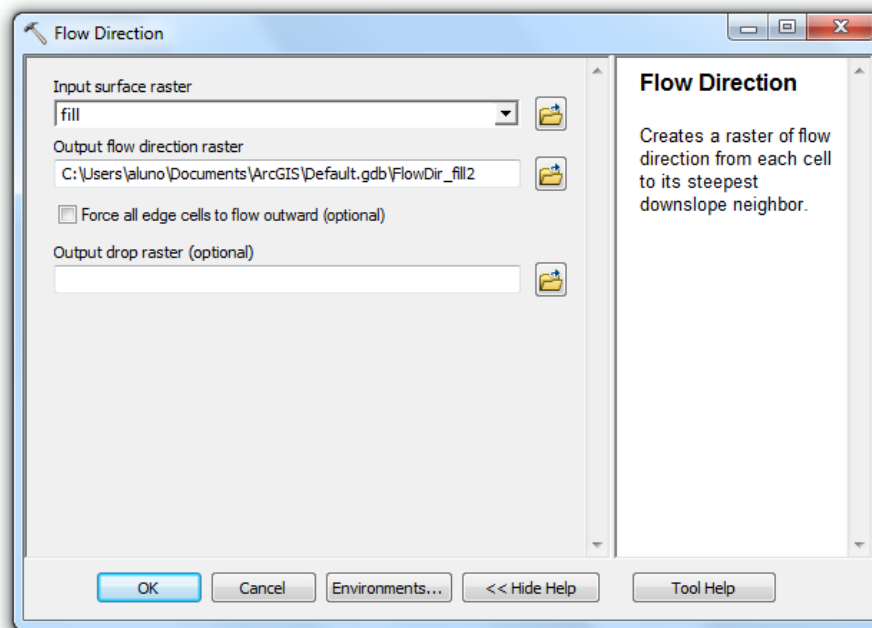 Flow Direction
Input surface raster
fill
Output flow direction raster
C:\Users\aluno\Documents\ArcGIS\Default.gdb\FlowDir_fill2
Force all edge cells to flow outward (optional)
Output drop raster (optional)
Flow Direction
Creates a raster of flow
direction from each cell
to its steepest
downslope neighbor.
OK
Cancel
Environments...
<< Hide Help
Tool Help